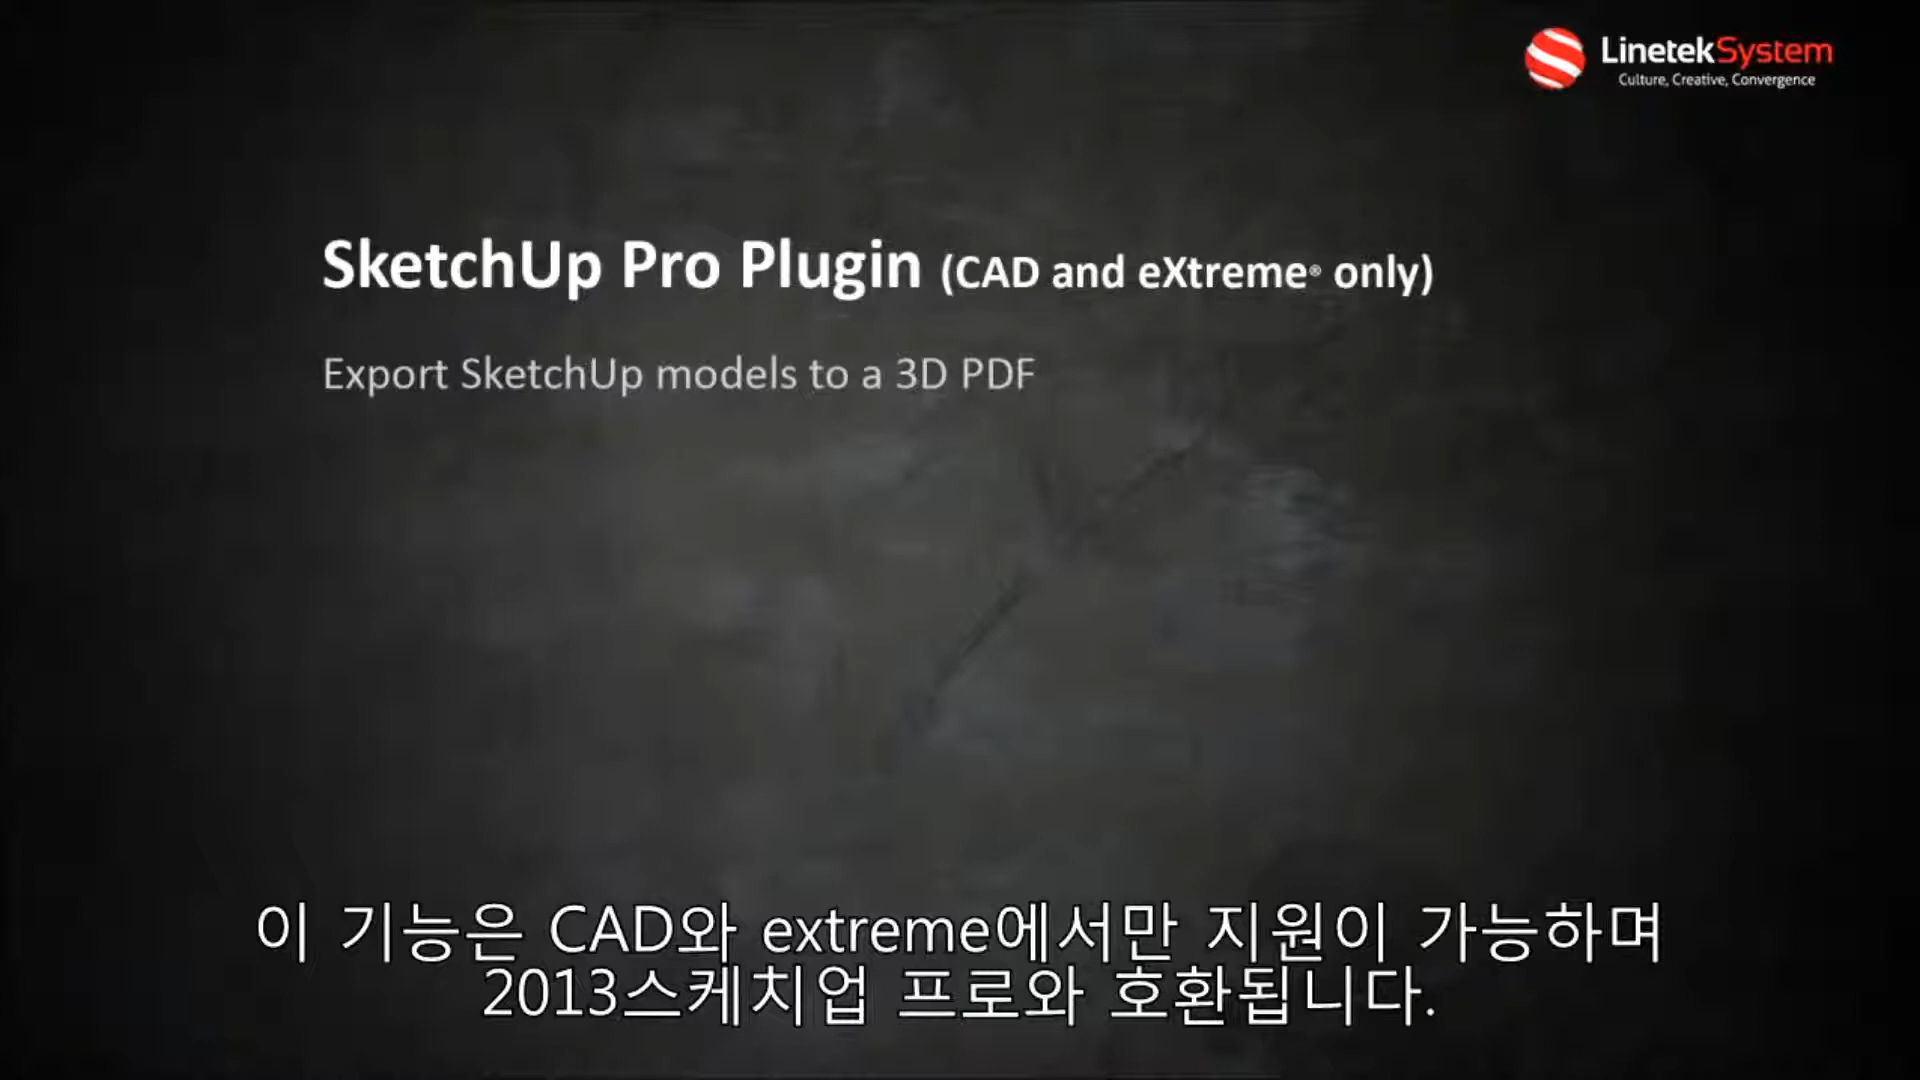 LinetekSystem
Culture, Creative, Convergence
SketchUp Pro Plugin (CAD and eXtreme® only)
Export SketchUp models to a 3D PDF
이 기능은 CAD와 extreme에서만 지원이 가능하며
2013스케치업 프로와 호환됩니다.